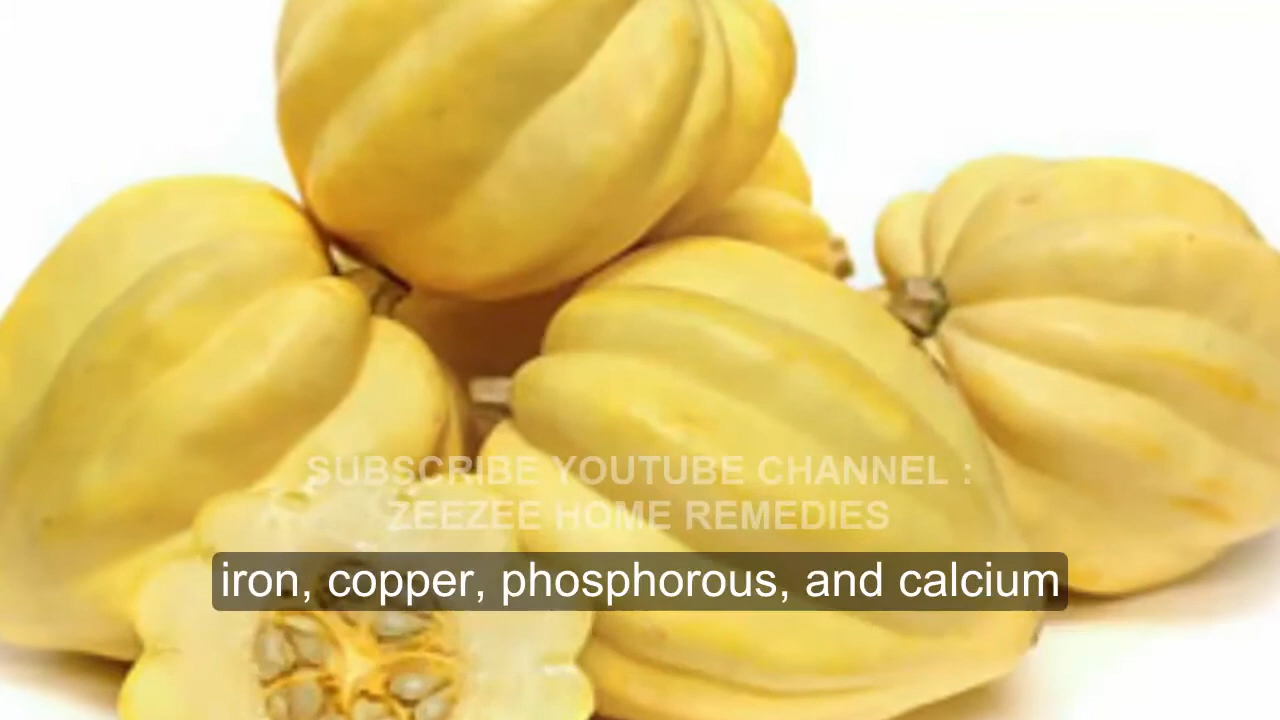 SUBSCRIBE YOUTUBE CHANNEL :
ZEEZEE HOME REMEDIES
iron, copper, phosphorous, and calcium